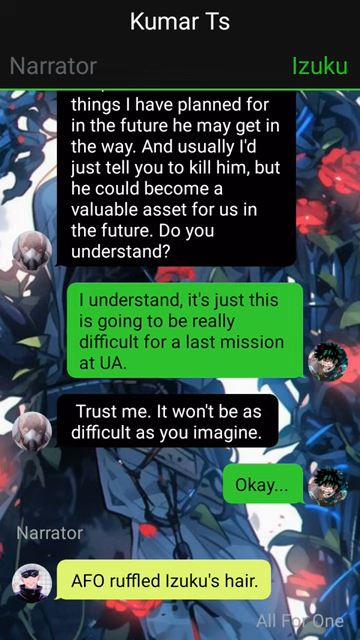 Kumar Ts
Narrator Izuku
things I have planned for
in the future he may get in
the way. And usually I'd
just tell you to kill him, but
he could become a
valuable asset for us in
the future. Do you
understand?
I understand, it's just this
is going to be really
difficult for a last mission
at UA.
Trust me. It won't be as
difficult as you imagine.
Okay...
Narrator
AFO ruffled Izuku's hair.
All For One